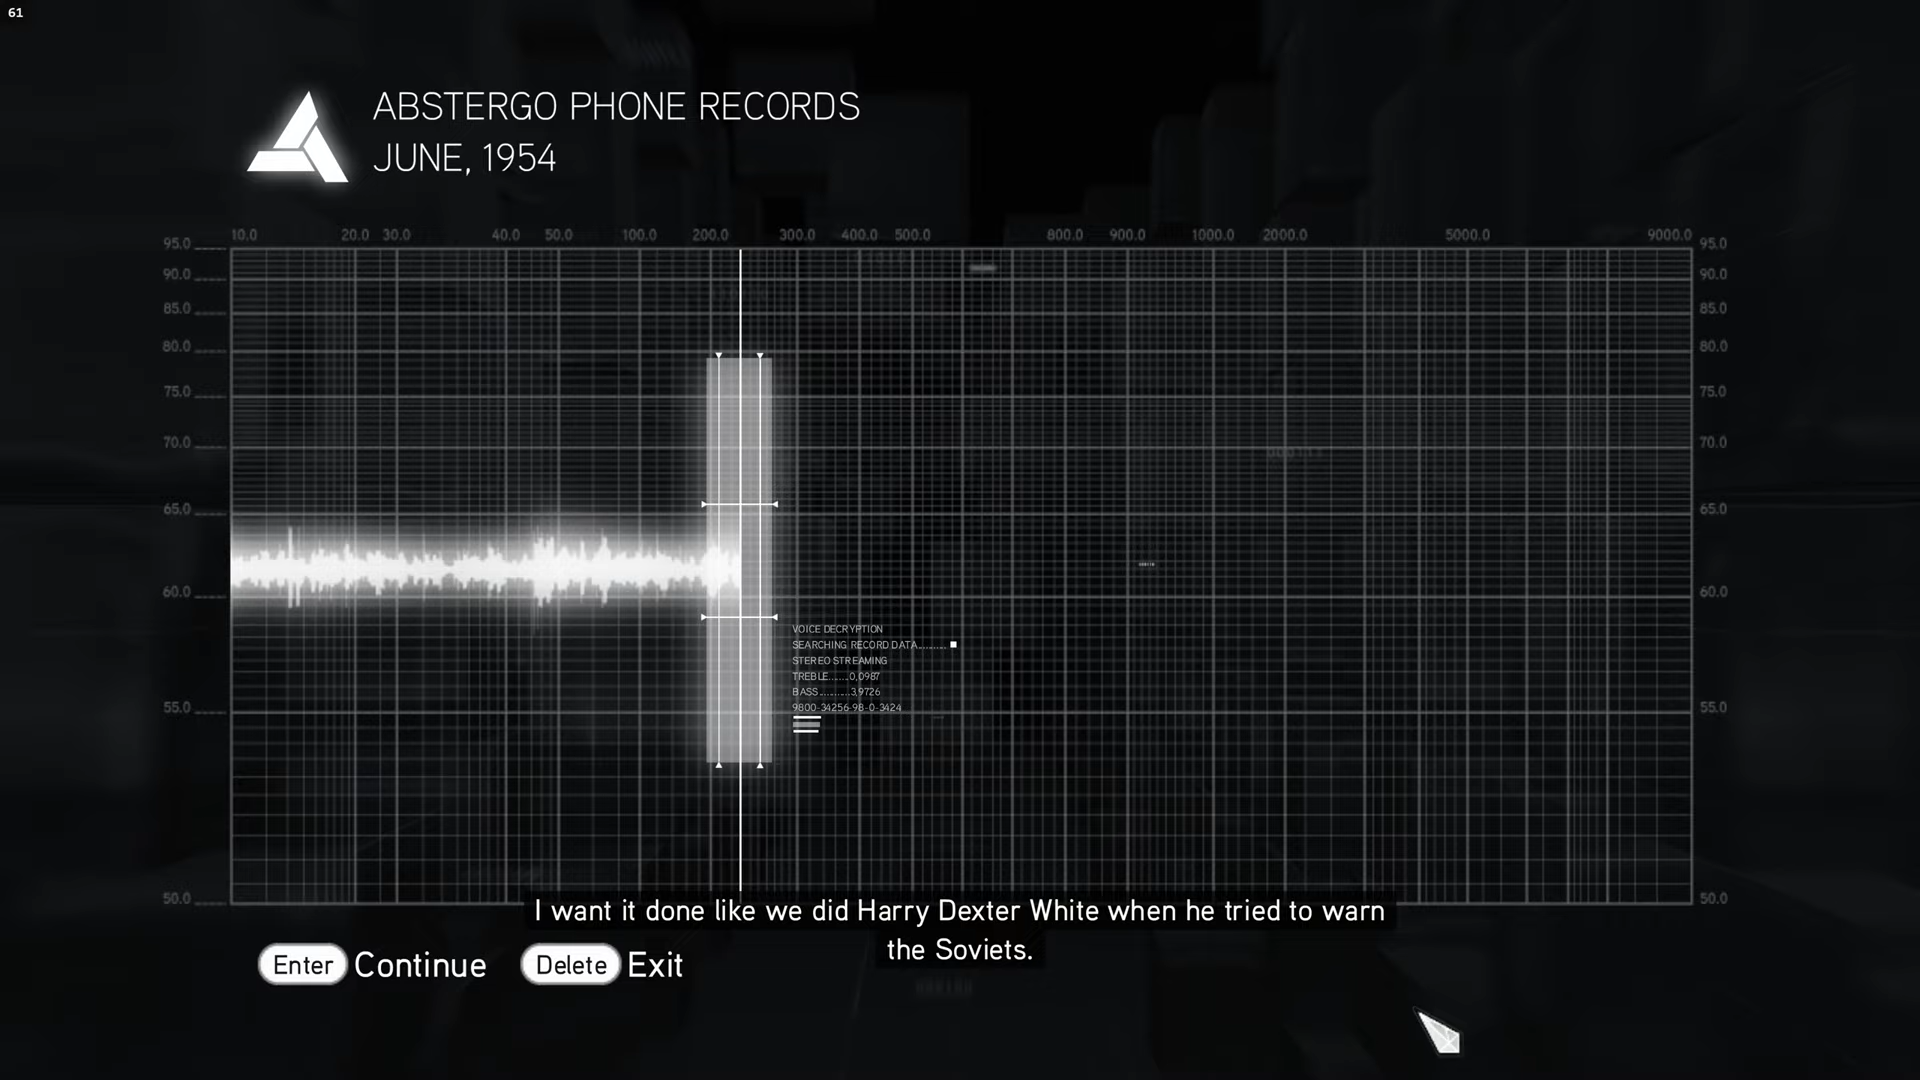 61
ABSTERGO PHONE RECORDS
JUNE, 1954
10.0 20.0 30.0 40.0 50.0 100.0 200.0 300.0 400.0 500.0 800.0 900.0 1000.0 2000.0 5000.0 9000.0
95.0 95.0
90.0 90.0
85.0 85.0
80.0 80.0
75.0 75.0
70.0 70.0
65.0 65.0
60.0 60.0
VOICE DECRYPTION
SEARCHING RECORD DATA..........
STEREO STREAMING
TREBLE.......0,0987
BASS...........3,9726
9800-34256-98-0-3424
55.0 55.0
50.0 50.0
I want it done like we did Harry Dexter White when he tried to warn
the Soviets.
Enter Continue Delete Exit